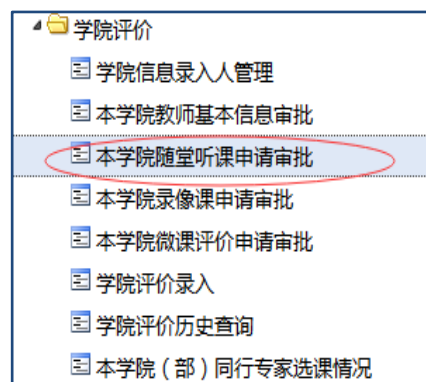 学院评价
学院信息录入人管理
本学院教师基本信息审批
本学院随堂听课申请审批
本学院录像课申请审批
本学院微课评价申请审批
学院评价录入
学院评价历史查询
本学院（部）同行专家选课情况